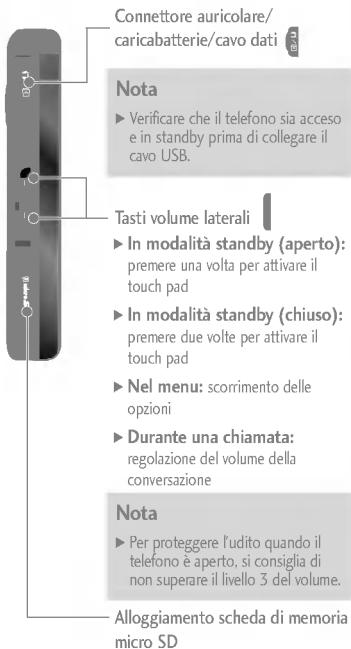 Connettore auricolare/
caricabatterie/cavo dati
Nota
► Verificare che il telefono sia acceso
e in standby prima di collegare il
cavo USB.
Tasti volume laterali
► In modalità standby (aperto):
premere una volta per attivare il
touch pad
► In modalità standby (chiuso):
premere due volte per attivare il
touch pad
► Nel menu: scorrimento delle
opzioni
► Durante una chiamata:
regolazione del volume della
conversazione
Nota
► Per proteggere l'udito quando il
telefono è aperto, si consiglia di
non superare il livello 3 del volume.
Alloggiamento scheda di memoria
micro SD